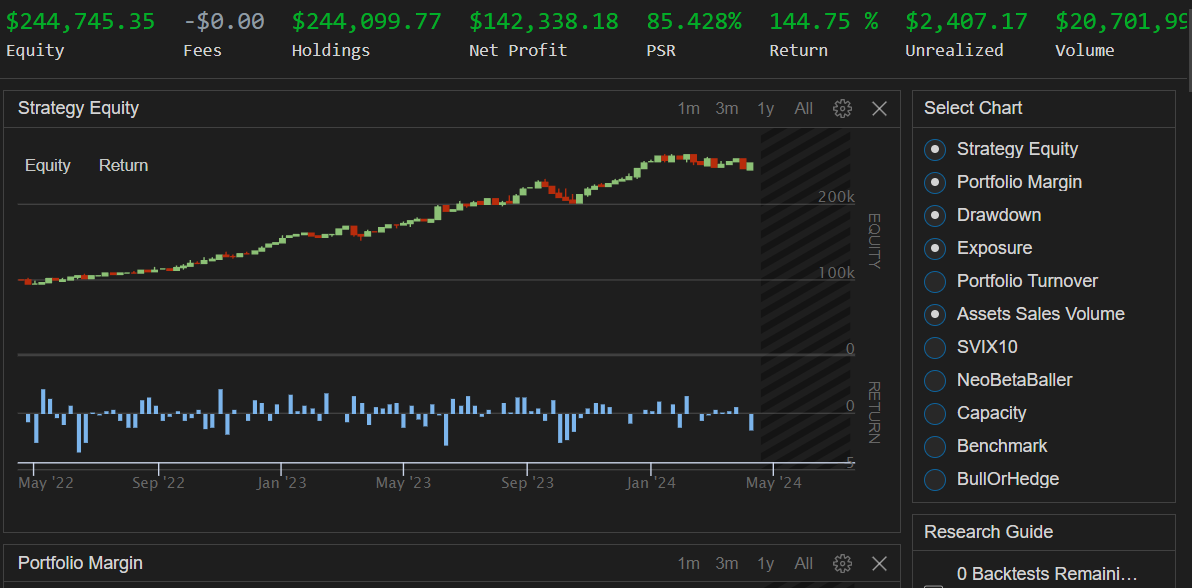 $244,745.35 -$0.00 $244,099.77 $142,338.18 85.428% 144.75 % $2,407.17 $20,701,99
Equity Fees Holdings Net Profit PSR Return Unrealized Volume
Strategy Equity 1m 3m 1y All
Equity Return
200k
EQUITY
100k
0
0
RETURN
5
May '22 Sep '22 Jan '23 May '23 Sep '23 Jan '24 May '24
Portfolio Margin 1m 3m 1y All
Select Chart
Strategy Equity
Portfolio Margin
Drawdown
Exposure
Portfolio Turnover
Assets Sales Volume
SVIX10
NeoBetaBaller
Capacity
Benchmark
BullOrHedge
Research Guide
0 Backtests Remaini…